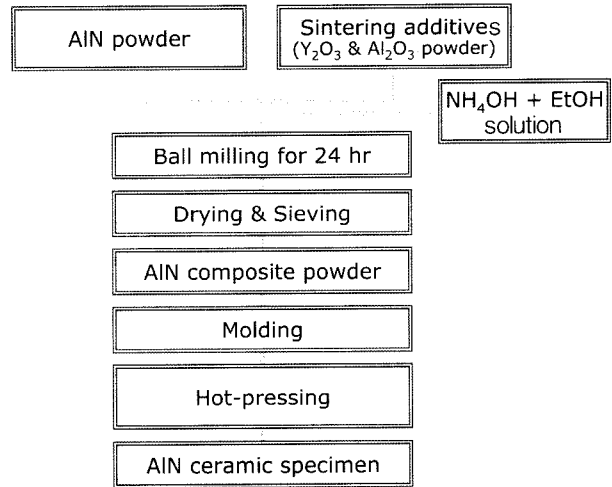 AlN powder
Sintering additives
(Y₂O₃ & Al₂O₃ powder)
NH₄OH + EtOH
solution
Ball milling for 24 hr
Drying & Sieving
AlN composite powder
Molding
Hot-pressing
AlN ceramic specimen